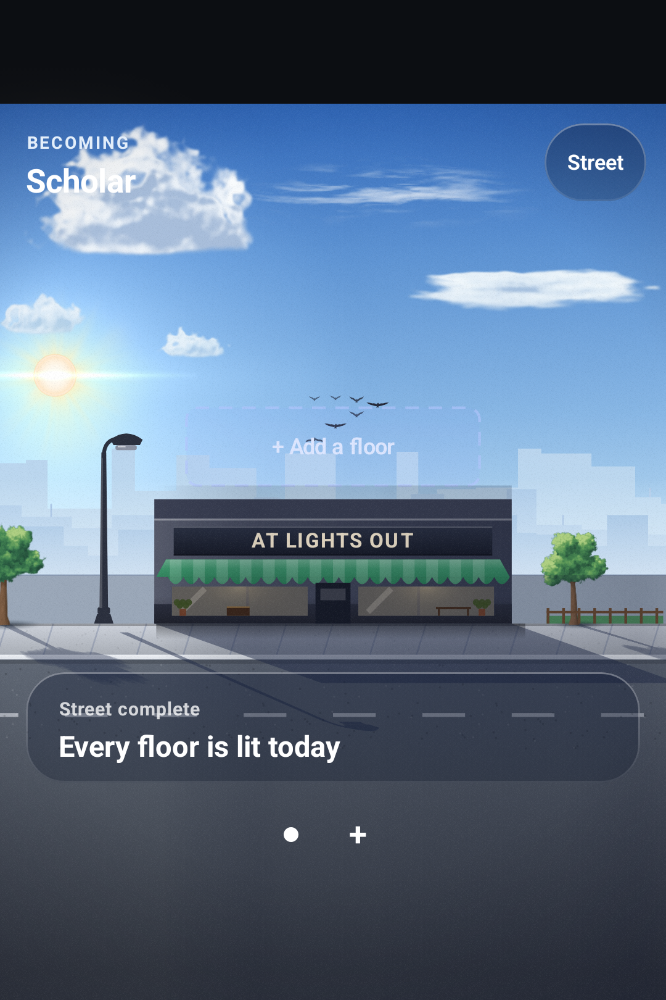 BECOMING
Scholar
Street
+ Add a floor
AT LIGHTS OUT
Street complete
Every floor is lit today
+